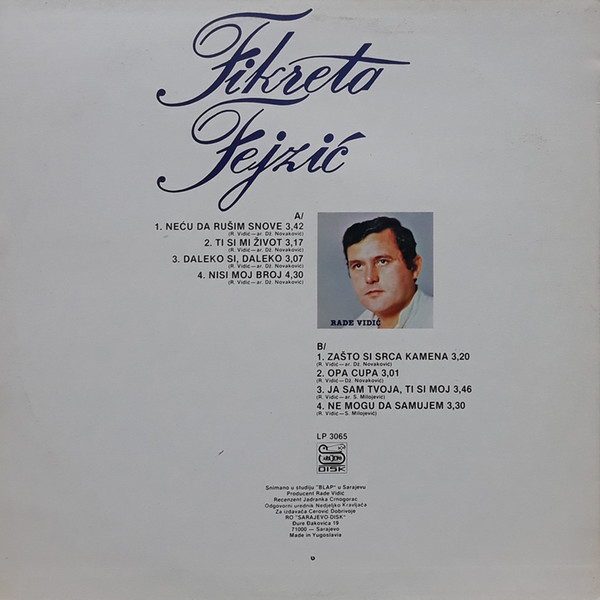 Fikreta
Fejzić
A/
1. NEĆU DA RUŠIM SNOVE 3,42
(R. Vidić — ar. Dž. Novaković)
2. TI SI MI ŽIVOT 3,17
(R. Vidić — ar. Dž. Novaković)
3. DALEKO SI, DALEKO 3,07
(R. Vidić — ar. Dž. Novaković)
4. NISI MOJ BROJ 4,30
(R. Vidić — ar. Dž. Novaković)
RADE VIDIĆ
B/
1. ZAŠTO SI SRCA KAMENA 3,20
(R. Vidić — ar. Dž. Novaković)
2. OPA CUPA 3,01
(R. Vidić — Dž. Novaković)
3. JA SAM TVOJA, TI SI MOJ 3,46
(R. Vidić — ar. S. Milojević)
4. NE MOGU DA SAMUJEM 3,30
(R. Vidić — S. Milojević)
LP 3065
DISK
Snimano u studiju "BLAP" u Sarajevu
Producent Rade Vidić
Recenzent Jadranka Crnogorac
Odgovorni urednik Nedjeljko Kravljača
Za izdavača Cerović Dobrivoje
RO "SARAJEVO DISK"
Đure Đakovića 19
71000 — Sarajevo
Made in Yugoslavia